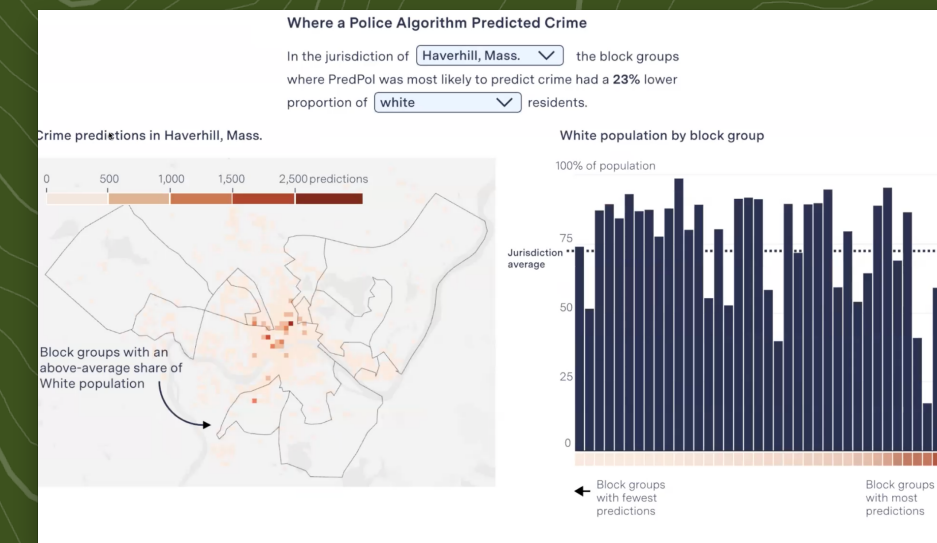 Where a Police Algorithm Predicted Crime
In the jurisdiction of Haverhill, Mass. the block groups
where PredPol was most likely to predict crime had a 23% lower
proportion of white residents.
Crime predictions in Haverhill, Mass.
0 500 1,000 1,500 2,500 predictions
Block groups with an
above-average share of
White population
White population by block group
100% of population
75
Jurisdiction
average
50
25
0
Block groups
with fewest
predictions
Block groups
with most
predictions